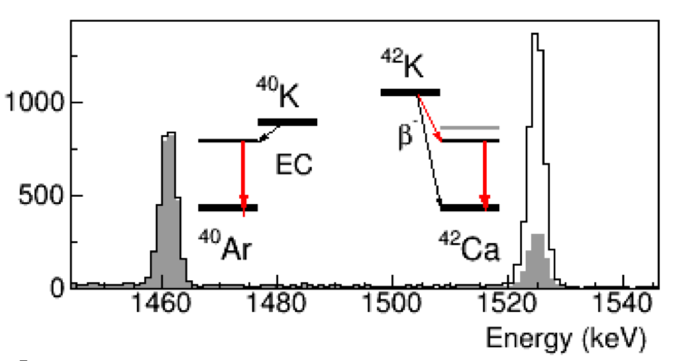 1000
500
0
1460 1480 1500 1520 1540
Energy (keV)
⁴⁰K
EC
⁴⁰Ar
⁴²K
β⁻
⁴²Ca